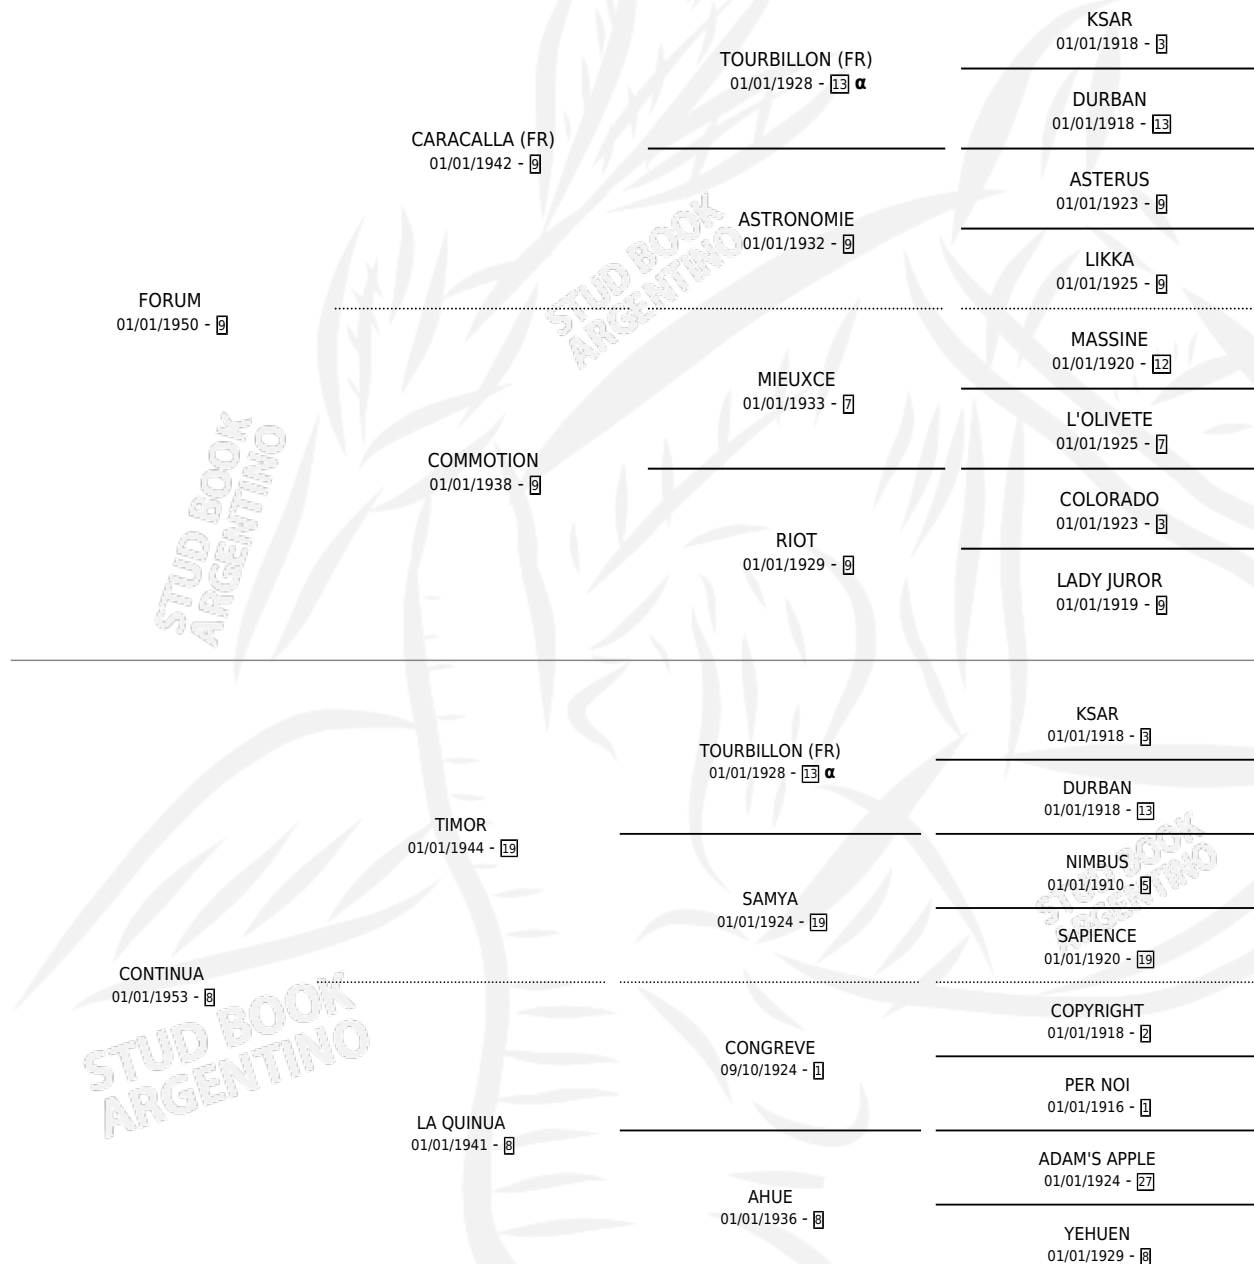 KSAR
01/01/1918 - 3
TOURBILLON (FR)
01/01/1928 - 13 α
DURBAN
01/01/1918 - 13
CARACALLA (FR)
01/01/1942 - 9
ASTERUS
01/01/1923 - 9
ASTRONOMIE
01/01/1932 - 9
LIKKA
01/01/1925 - 9
FORUM
01/01/1950 - 9
STUD BOOK
ARGENTINO
MASSINE
01/01/1920 - 12
MIEUXCE
01/01/1933 - 7
L'OLIVETE
01/01/1925 - 7
COMMOTION
01/01/1938 - 9
COLORADO
01/01/1923 - 3
RIOT
01/01/1929 - 9
LADY JUROR
01/01/1919 - 9
STUD BOOK
ARGENTINO
KSAR
01/01/1918 - 3
TOURBILLON (FR)
01/01/1928 - 13 α
DURBAN
01/01/1918 - 13
TIMOR
01/01/1944 - 19
NIMBUS
01/01/1910 - 5
SAMYA
01/01/1924 - 19
STUD BOOK
ARGENTINO
SAPIENCE
01/01/1920 - 19
CONTINUA
01/01/1953 - 8
STUD BOOK
ARGENTINO
COPYRIGHT
01/01/1918 - 2
CONGREVE
09/10/1924 - 1
PER NOI
01/01/1916 - 1
LA QUINUA
01/01/1941 - 8
ADAM'S APPLE
01/01/1924 - 27
AHUE
01/01/1936 - 8
YEHUEN
01/01/1929 - 8